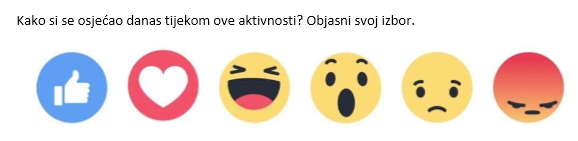 Kako si se osjećao danas tijekom ove aktivnosti? Objasni svoj izbor.